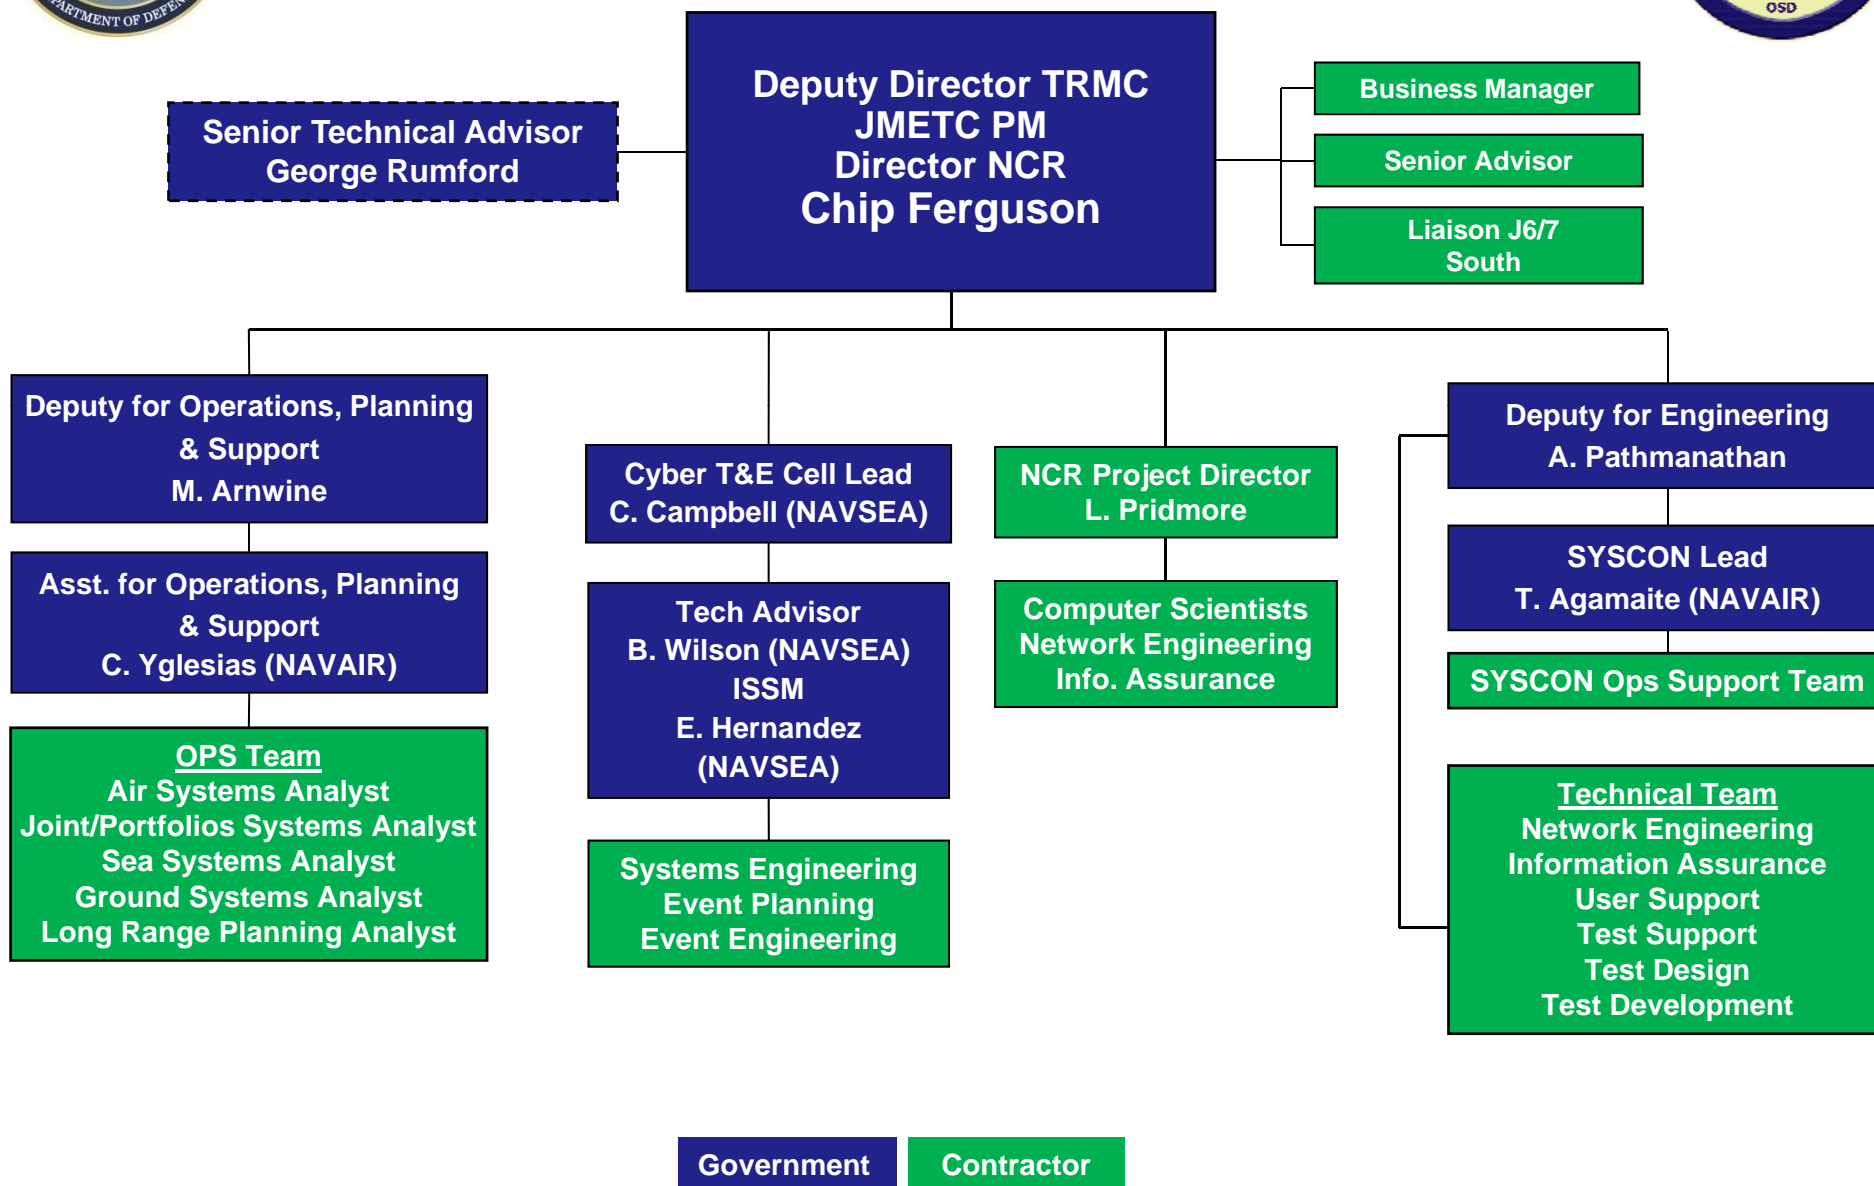 DEPARTMENT OF DEFEN
OSD
Deputy Director TRMC
JMETC PM
Director NCR
Chip Ferguson
Senior Technical Advisor
George Rumford
Business Manager
Senior Advisor
Liaison J6/7
South
Deputy for Operations, Planning
& Support
M. Arnwine
Asst. for Operations, Planning
& Support
C. Yglesias (NAVAIR)
OPS Team
Air Systems Analyst
Joint/Portfolios Systems Analyst
Sea Systems Analyst
Ground Systems Analyst
Long Range Planning Analyst
Cyber T&E Cell Lead
C. Campbell (NAVSEA)
Tech Advisor
B. Wilson (NAVSEA)
ISSM
E. Hernandez
(NAVSEA)
Systems Engineering
Event Planning
Event Engineering
NCR Project Director
L. Pridmore
Computer Scientists
Network Engineering
Info. Assurance
Deputy for Engineering
A. Pathmanathan
SYSCON Lead
T. Agamaite (NAVAIR)
SYSCON Ops Support Team
Technical Team
Network Engineering
Information Assurance
User Support
Test Support
Test Design
Test Development
Government
Contractor